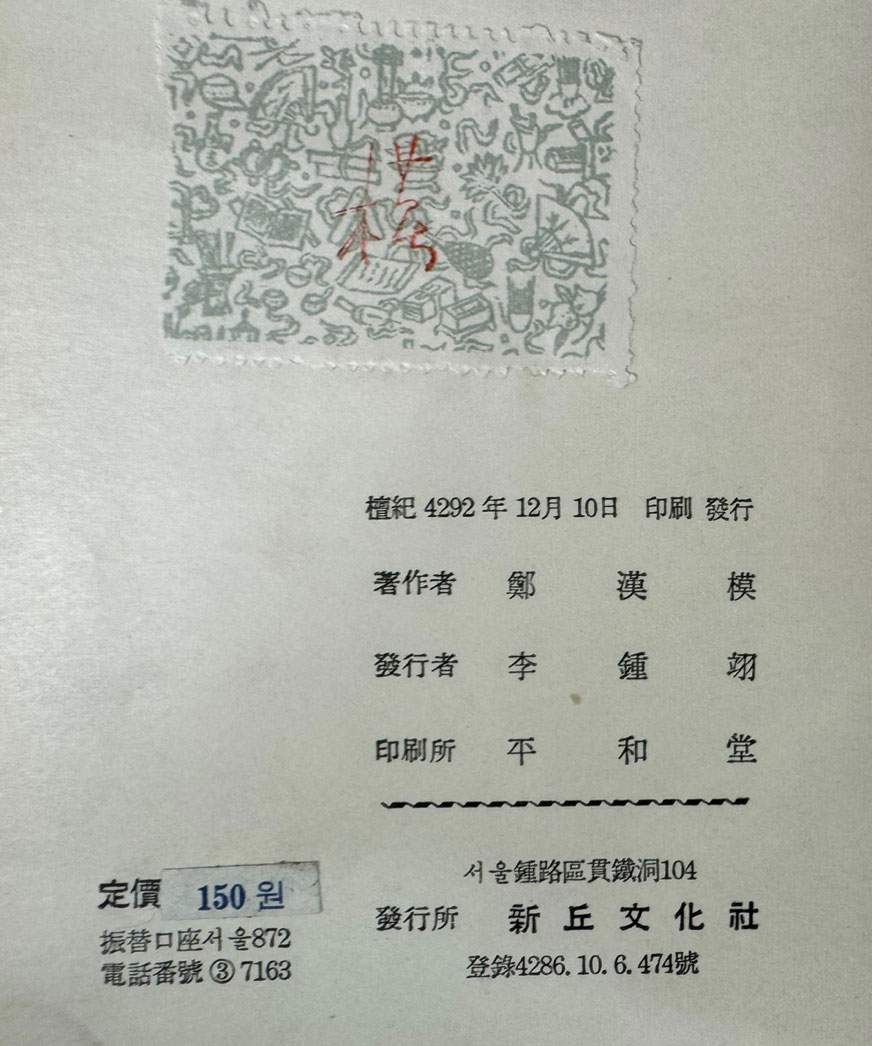 檀紀 4292 年 12月 10日 印刷 發行
著作者 鄭漢模
發行者 李鍾翊
印刷所 平和堂
서울鍾路區貫鐵洞104
發行所 新丘文化社
登錄4286.10.6.474號
定價 150 원
振替口座서울872
電話番號 ③ 7163